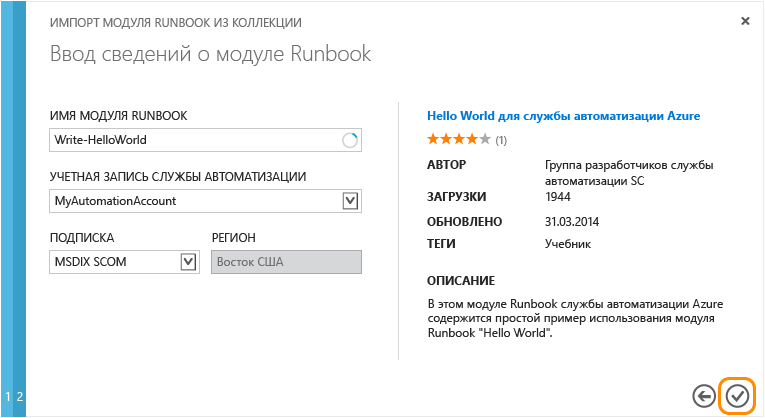 ИМПОРТ МОДУЛЯ RUNBOOK ИЗ КОЛЛЕКЦИИ
Ввод сведений о модуле Runbook
ИМЯ МОДУЛЯ RUNBOOK
Write-HelloWorld
УЧЕТНАЯ ЗАПИСЬ СЛУЖБЫ АВТОМАТИЗАЦИИ
MyAutomationAccount
ПОДПИСКА РЕГИОН
MSDIX SCOM Восток США
Hello World для службы автоматизации Azure
(1)
АВТОР Группа разработчиков службы
автоматизации SC
ЗАГРУЗКИ 1944
ОБНОВЛЕНО 31.03.2014
ТЕГИ Учебник
ОПИСАНИЕ
В этом модуле Runbook службы автоматизации Azure
содержится простой пример использования модуля
Runbook "Hello World".
1 2